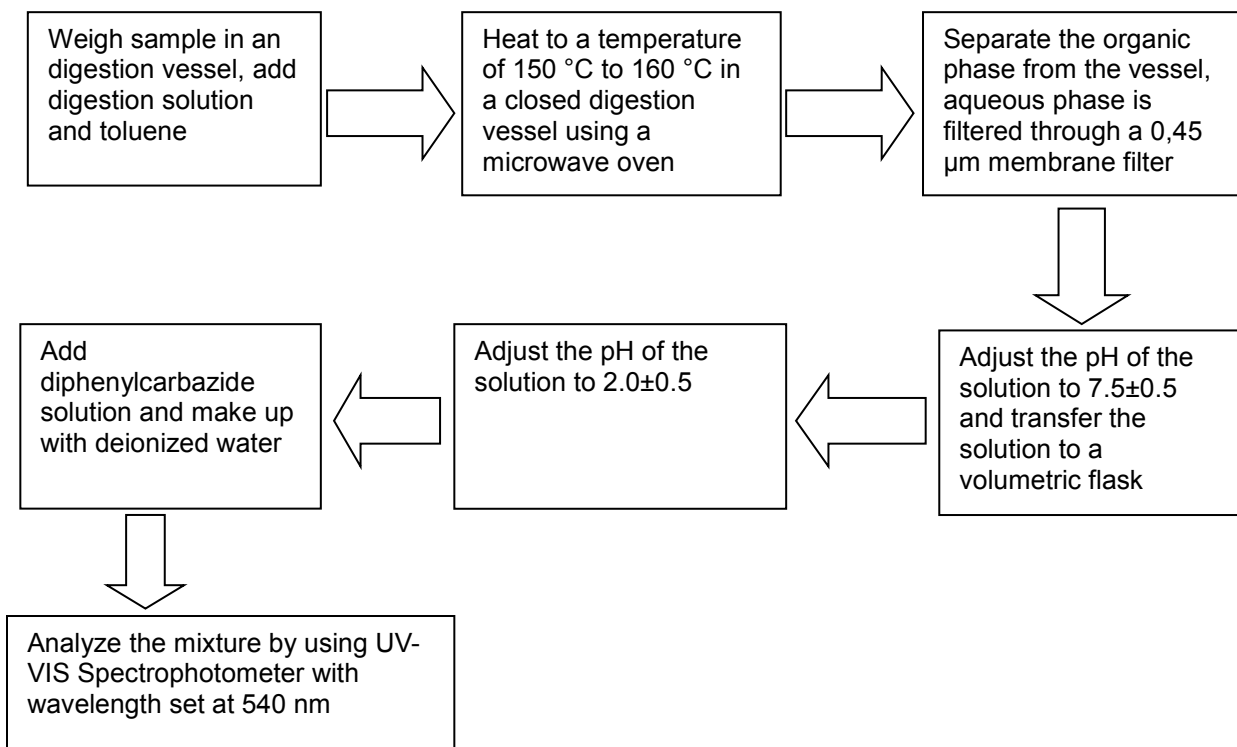 Weigh sample in an
digestion vessel, add
digestion solution
and toluene
Heat to a temperature
of 150 °C to 160 °C in
a closed digestion
vessel using a
microwave oven
Separate the organic
phase from the vessel,
aqueous phase is
filtered through a 0,45
µm membrane filter
Adjust the pH of the
solution to 7.5±0.5
and transfer the
solution to a
volumetric flask
Adjust the pH of the
solution to 2.0±0.5
Add
diphenylcarbazide
solution and make up
with deionized water
Analyze the mixture by using UV-
VIS Spectrophotometer with
wavelength set at 540 nm